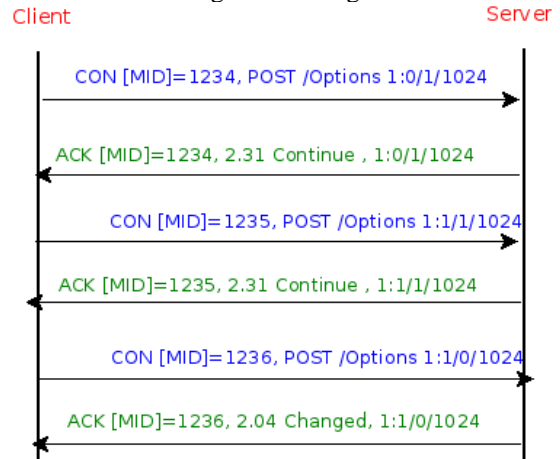 Client
Server
CON [MID]=1234, POST /Options 1:0/1/1024
ACK [MID]=1234, 2.31 Continue , 1:0/1/1024
CON [MID]=1235, POST /Options 1:1/1/1024
ACK [MID]=1235, 2.31 Continue , 1:1/1/1024
CON [MID]=1236, POST /Options 1:1/0/1024
ACK [MID]=1236, 2.04 Changed, 1:1/0/1024